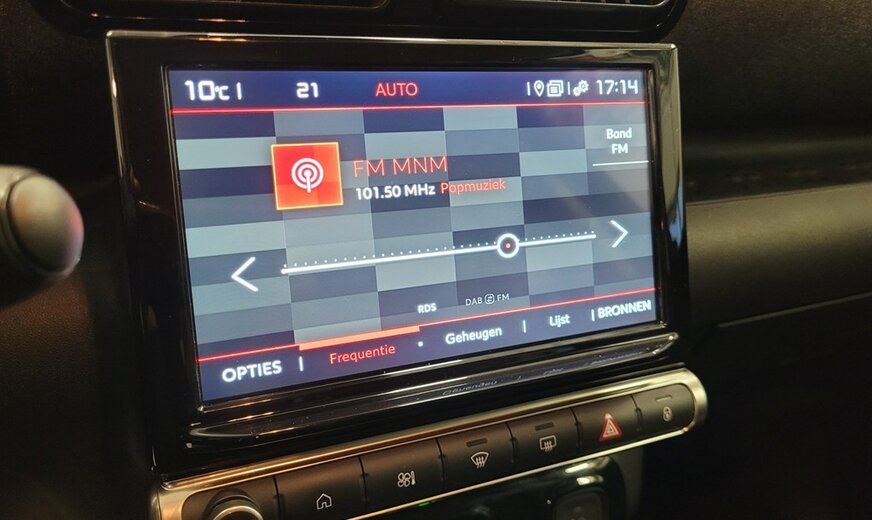 10°C 21 AUTO 17:14
Band
FM
FM MNM
101.50 MHz Popmuziek
RDS DAB FM
OPTIES Frequentie Geheugen Lijst BRONNEN